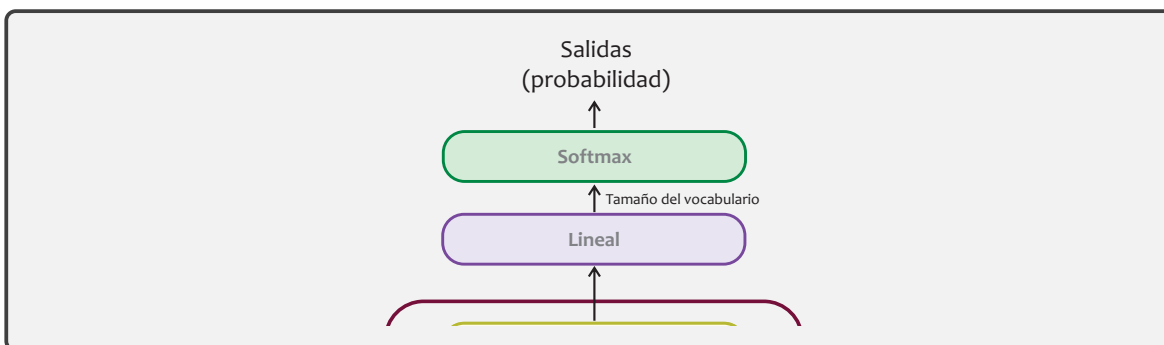 Salidas
(probabilidad)
Softmax
Tamaño del vocabulario
Lineal